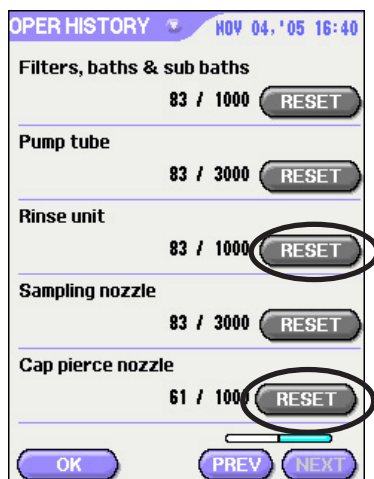 OPER HISTORY NOV 04,'05 16:40
Filters, baths & sub baths
83 / 1000 RESET
Pump tube
83 / 3000 RESET
Rinse unit
83 / 1000 RESET
Sampling nozzle
83 / 3000 RESET
Cap pierce nozzle
61 / 1000 RESET
OK PREV NEXT